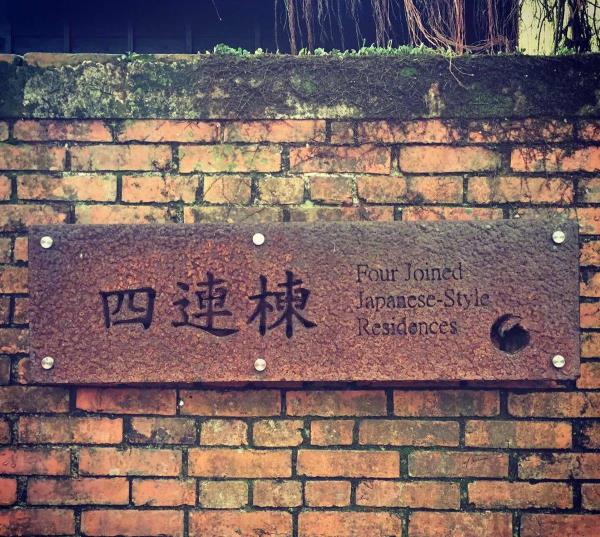 四連棟
Four Joined
Japanese-Style
Residences